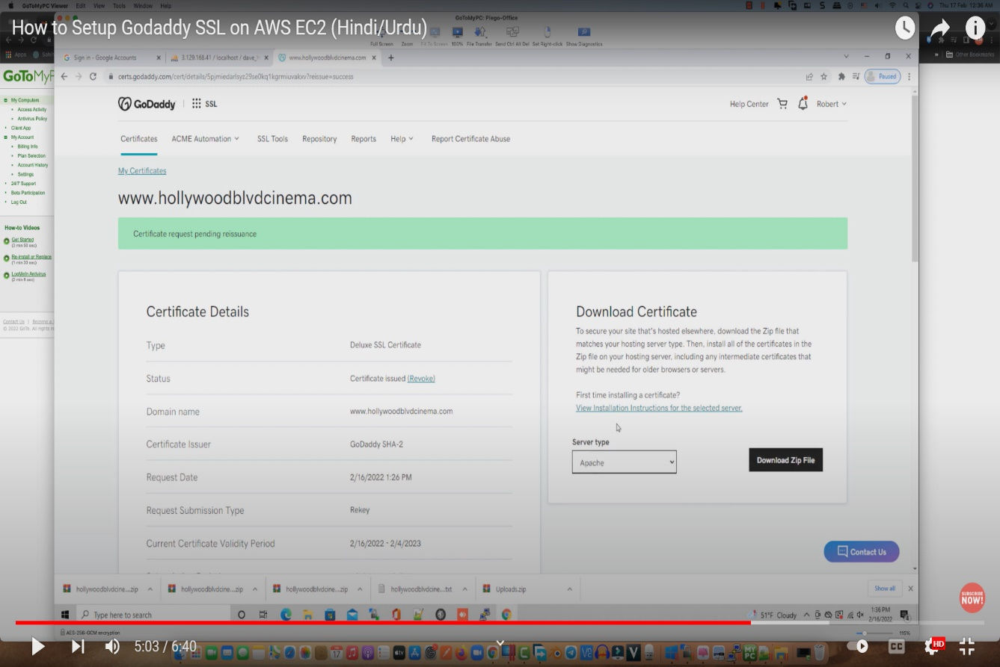 GoToMyPC Viewer Edit View Tools Window Help
Thu 17 Feb 12:36 AM
GoToMyPC: Piego-Office
How to Setup Godaddy SSL on AWS EC2 (Hindi/Urdu)
Full Screen Zoom Fit To Screen 100% File Transfer Send Ctrl Alt Del Set Right-click Show Diagnostics
Apps
Other Bookmarks
Sign in - Google Accounts
3.129.168.41 / localhost / dave_
www.hollywoodblvdcinema.com
certs.godaddy.com/cert/details/5pjmiedarlsyz29se0kq1kgrmiuvakxv?reissue=success
Paused
GoToMyP
My Computers
Access Activity
Antivirus Policy
Client App
My Account
Billing Info
Plan Selection
Account History
Settings
24/7 Support
Beta Participation
Log Out
How-to Videos
Get Started
(3 min 50 sec)
Re-install or Replace
(1 min 33 sec)
LogMeIn Antivirus
(2 min 8 sec)
Contact Us | Become a
© 2022 GoTo. All rights
GoDaddy
SSL
Help Center
Robert
Certificates
ACME Automation
SSL Tools
Repository
Reports
Help
Report Certificate Abuse
My Certificates
www.hollywoodblvdcinema.com
Certificate request pending reissuance
Certificate Details
Type Deluxe SSL Certificate
Status Certificate issued (Revoke)
Domain name www.hollywoodblvdcinema.com
Certificate Issuer GoDaddy SHA-2
Request Date 2/16/2022 1:26 PM
Request Submission Type Rekey
Current Certificate Validity Period 2/16/2022 - 2/4/2023
Download Certificate
To secure your site that's hosted elsewhere, download the Zip file that
matches your hosting server type. Then, install all of the certificates in the
Zip file on your hosting server, including any intermediate certificates that
might be needed for older browsers or servers.
First time installing a certificate?
View Installation Instructions for the selected server.
Server type
Apache
Download Zip File
Contact Us
hollywoodblvdcine....zip
hollywoodblvdcine....zip
hollywoodblvdcine....zip
hollywoodblvdcine....txt
Uploads.zip
Show all
SUBSCRIBE
NOW!
Type here to search
51°F Cloudy
1:36 PM
2/16/2022
AES-256-GCM encryption
115%
5:03 / 6:40
CC
HD